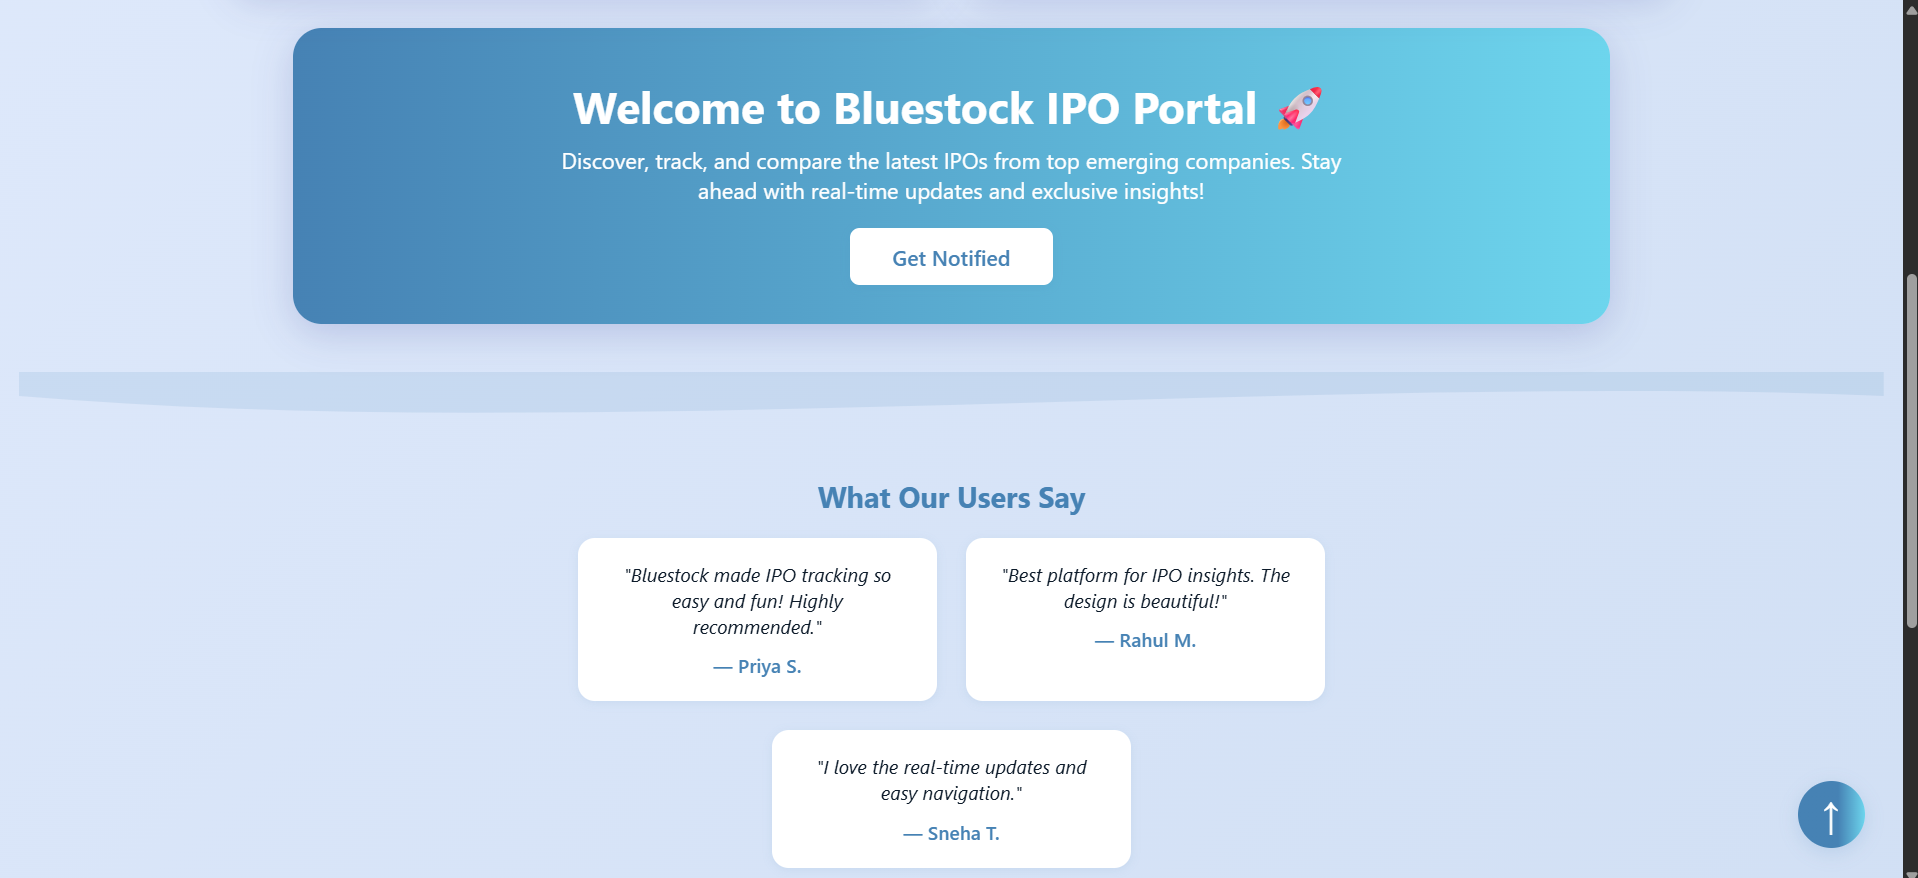 Welcome to Bluestock IPO Portal 🚀
Discover, track, and compare the latest IPOs from top emerging companies. Stay
ahead with real-time updates and exclusive insights!
Get Notified
What Our Users Say
"Bluestock made IPO tracking so
easy and fun! Highly
recommended."
— Priya S.
"Best platform for IPO insights. The
design is beautiful!"
— Rahul M.
"I love the real-time updates and
easy navigation."
— Sneha T.
↑